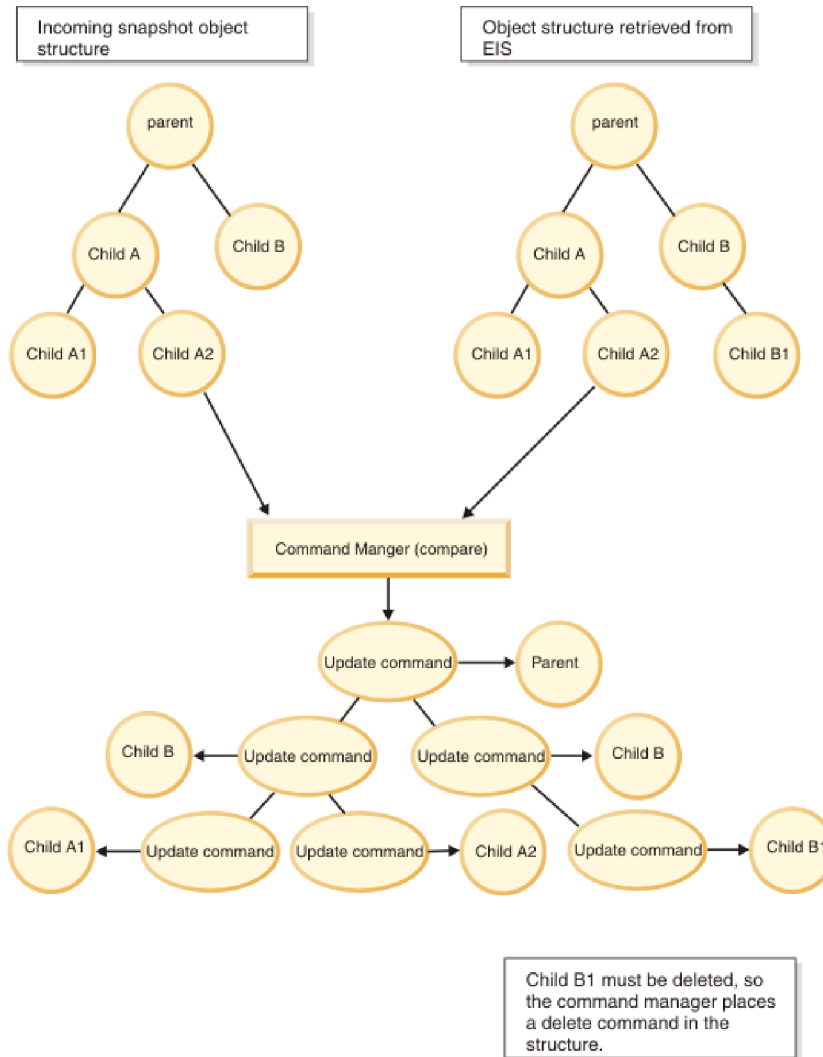 Incoming snapshot object
structure
Object structure retrieved from
EIS
parent
parent
Child A
Child B
Child A
Child B
Child A1
Child A2
Child A1
Child A2
Child B1
Command Manger (compare)
Update command
Parent
Child B
Update command
Update command
Child B
Child A1
Update command
Update command
Child A2
Update command
Child B1
Child B1 must be deleted, so
the command manager places
a delete command in the
structure.